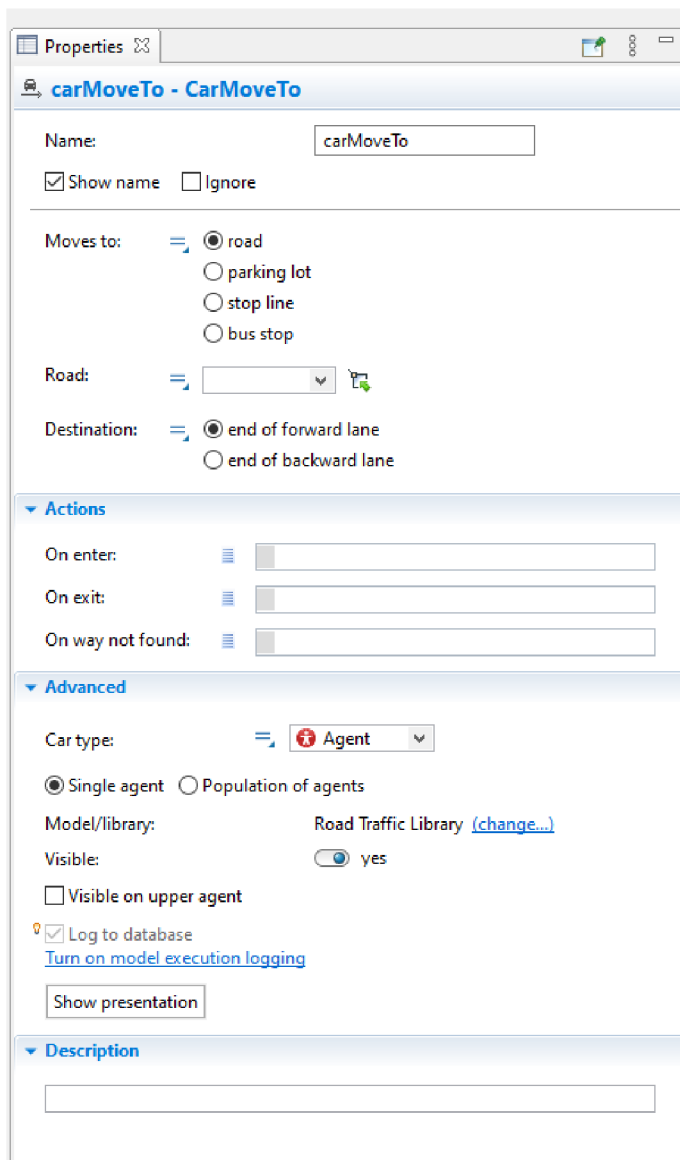 Properties
carMoveTo - CarMoveTo
Name: carMoveTo
Show name Ignore
Moves to: road
parking lot
stop line
bus stop
Road:
Destination: end of forward lane
end of backward lane
Actions
On enter:
On exit:
On way not found:
Advanced
Car type: Agent
Single agent Population of agents
Model/library: Road Traffic Library (change...)
Visible: yes
Visible on upper agent
Log to database
Turn on model execution logging
Show presentation
Description